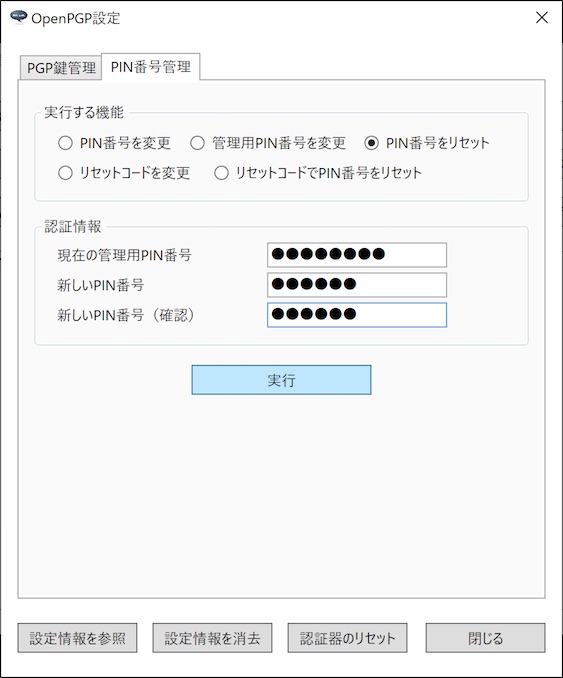 OpenPGP設定
PGP鍵管理 PIN番号管理
実行する機能
PIN番号を変更 管理用PIN番号を変更 PIN番号をリセット
リセットコードを変更 リセットコードでPIN番号をリセット
認証情報
現在の管理用PIN番号 ●●●●●●●●
新しいPIN番号 ●●●●●●
新しいPIN番号（確認） ●●●●●●
実行
設定情報を参照 設定情報を消去 認証器のリセット 閉じる